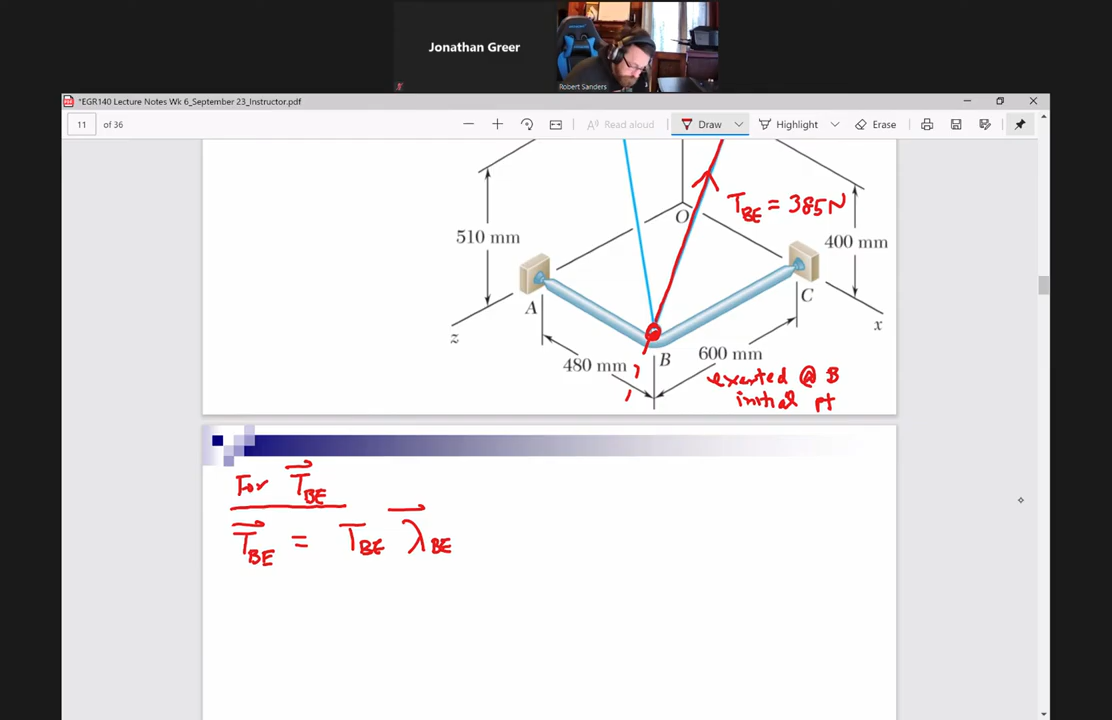 Jonathan Greer
Robert Sanders
*EGR140 Lecture Notes Wk 6_September 23_Instructor.pdf
11 of 36
Read aloud
Draw
Highlight
Erase
T_BE = 385N
O
510 mm
400 mm
A
C
z
x
480 mm
B
600 mm
exerted @ B
initial pt
For T⃗_BE
T⃗_BE = T_BE λ⃗_BE